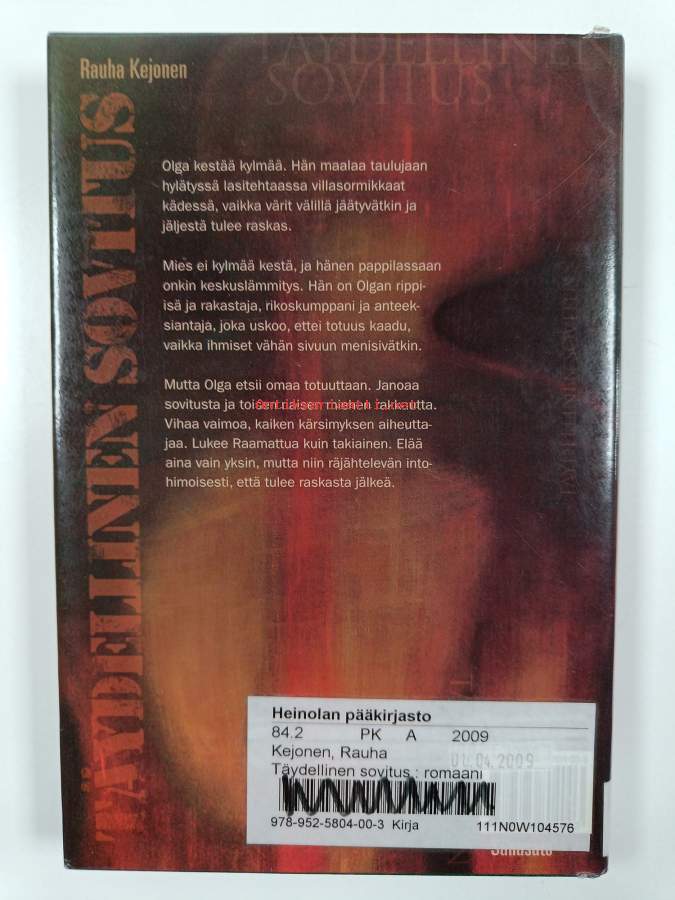 TÄYDELLINEN
SOVITUS
Rauha Kejonen
TÄYDELLINEN SOVITUS
Olga kestää kylmää. Hän maalaa taulujaan
hylätyssä lasitehtaassa villasormikkaat
kädessä, vaikka värit välillä jäätyvätkin ja
jäljestä tulee raskas.
Mies ei kylmää kestä, ja hänen pappilassaan
onkin keskuslämmitys. Hän on Olgan rippi-
isä ja rakastaja, rikoskumppani ja anteek-
siantaja, joka uskoo, ettei totuus kaadu,
vaikka ihmiset vähän sivuun menisivätkin.
Mutta Olga etsii omaa totuuttaan. Janoaa
sovitusta ja toisen naisen miehen rakkautta.
Vihaa vaimoa, kaiken kärsimyksen aiheutta-
jaa. Lukee Raamattua kuin takiainen. Elää
aina vain yksin, mutta niin räjähtelevän into-
himoisesti, että tulee raskasta jälkeä.
TÄYDELLINEN SOVITUS
Heinolan pääkirjasto
84.2 PK A 2009
Kejonen, Rauha
04. 2009
Täydellinen sovitus : romaani
978-952-5804-00-3 Kirja 111N0W104576